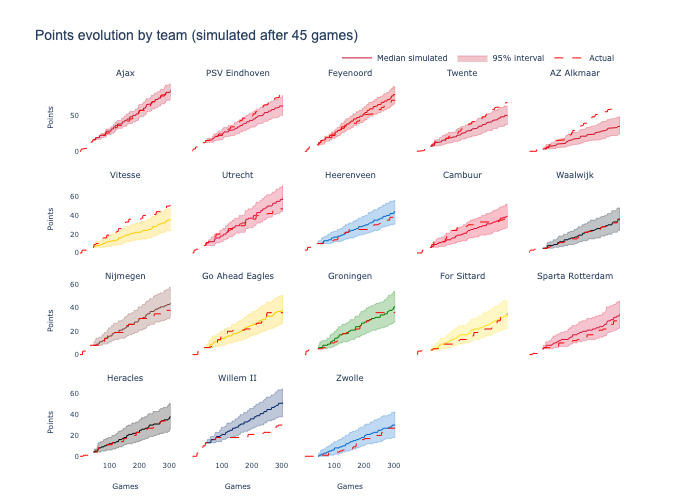 Points evolution by team (simulated after 45 games)
Median simulated 95% interval Actual
Ajax PSV Eindhoven Feyenoord Twente AZ Alkmaar
Points
50
0
Vitesse Utrecht Heerenveen Cambuur Waalwijk
Points
60
40
20
0
Nijmegen Go Ahead Eagles Groningen For Sittard Sparta Rotterdam
Points
60
40
20
0
Heracles Willem II Zwolle
Points
60
40
20
0
100 200 300 100 200 300 100 200 300
Games Games Games